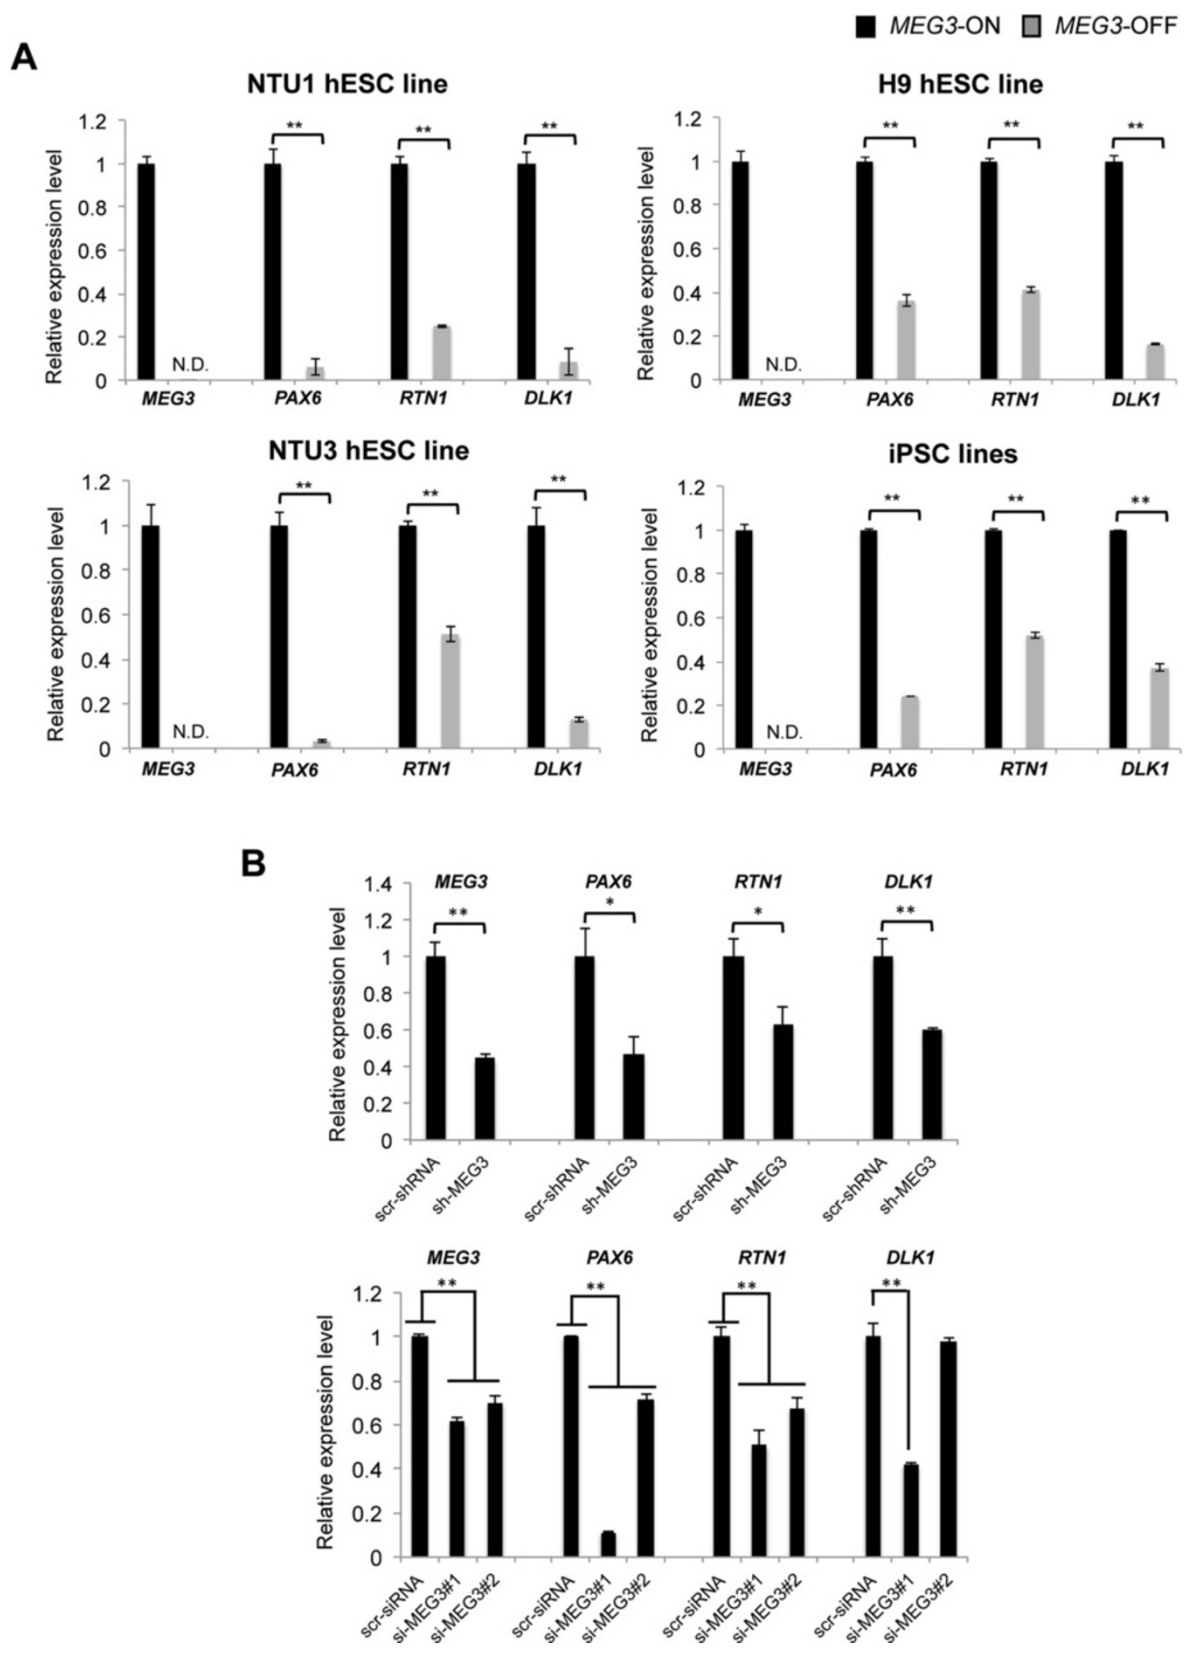 MEG3-ON MEG3-OFF
A
NTU1 hESC line
Relative expression level
1.2
1
0.8
0.6
0.4
0.2
0
** ** **
N.D.
MEG3 PAX6 RTN1 DLK1
H9 hESC line
Relative expression level
1.2
1
0.8
0.6
0.4
0.2
0
** ** **
N.D.
MEG3 PAX6 RTN1 DLK1
NTU3 hESC line
Relative expression level
1.2
1
0.8
0.6
0.4
0.2
0
** ** **
N.D.
MEG3 PAX6 RTN1 DLK1
iPSC lines
Relative expression level
1.2
1
0.8
0.6
0.4
0.2
0
** ** **
N.D.
MEG3 PAX6 RTN1 DLK1
B
MEG3 PAX6 RTN1 DLK1
** * * **
Relative expression level
1.4
1.2
1
0.8
0.6
0.4
0.2
0
scr-shRNA sh-MEG3 scr-shRNA sh-MEG3 scr-shRNA sh-MEG3 scr-shRNA sh-MEG3
MEG3 PAX6 RTN1 DLK1
** ** ** **
Relative expression level
1.2
1
0.8
0.6
0.4
0.2
0
scr-siRNA si-MEG3#1 si-MEG3#2 scr-siRNA si-MEG3#1 si-MEG3#2 scr-siRNA si-MEG3#1 si-MEG3#2 scr-siRNA si-MEG3#1 si-MEG3#2